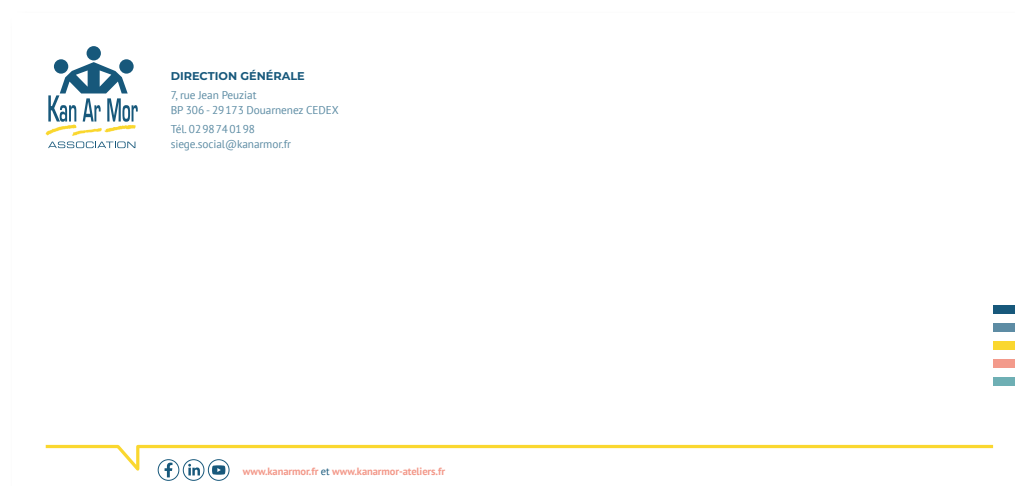 Kan Ar Mor
ASSOCIATION
DIRECTION GÉNÉRALE
7, rue Jean Peuziat
BP 306 - 29173 Douarnenez CEDEX
Tél. 02 98 74 01 98
siege.social@kanarmor.fr
www.kanarmor.fr et www.kanarmor-ateliers.fr